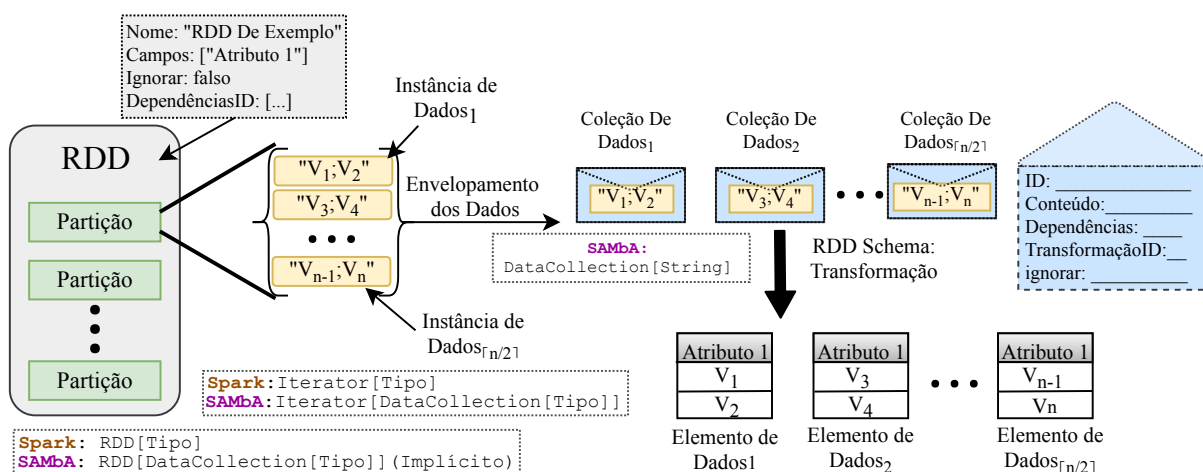 Nome: "RDD De Exemplo"
Campos: ["Atributo 1"]
Ignorar: falso
DependênciasID: [...]
RDD
Partição
Partição
Partição
Instância de
Dados1
"V1;V2"
"V3;V4"
"Vn-1;Vn"
Instância de
Dados⌈n/2⌉
Envelopamento
dos Dados
Coleção De
Dados1
"V1;V2"
Coleção De
Dados2
"V3;V4"
Coleção De
Dados⌈n/2⌉
"Vn-1;Vn"
SAMbA:
DataCollection[String]
RDD Schema:
Transformação
ID: _______________
Conteúdo:__________
Dependências: ____
TransformaçãoID:__
ignorar: ___________
Atributo 1
V1
V2
Elemento de
Dados1
Atributo 1
V3
V4
Elemento de
Dados2
Atributo 1
Vn-1
Vn
Elemento de
Dados⌈n/2⌉
Spark:Iterator[Tipo]
SAMbA:Iterator[DataCollection[Tipo]]
Spark: RDD[Tipo]
SAMbA: RDD[DataCollection[Tipo]](Implícito)